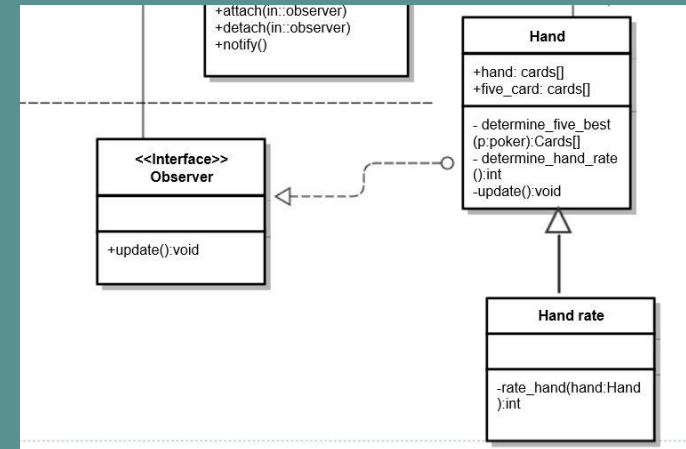 +attach(in::observer)
+detach(in::observer)
+notify()
Hand
+hand: cards[]
+five_card: cards[]
- determine_five_best
(p:poker):Cards[]
- determine_hand_rate
():int
-update():void
<<Interface>>
Observer
+update():void
Hand rate
-rate_hand(hand:Hand
):int